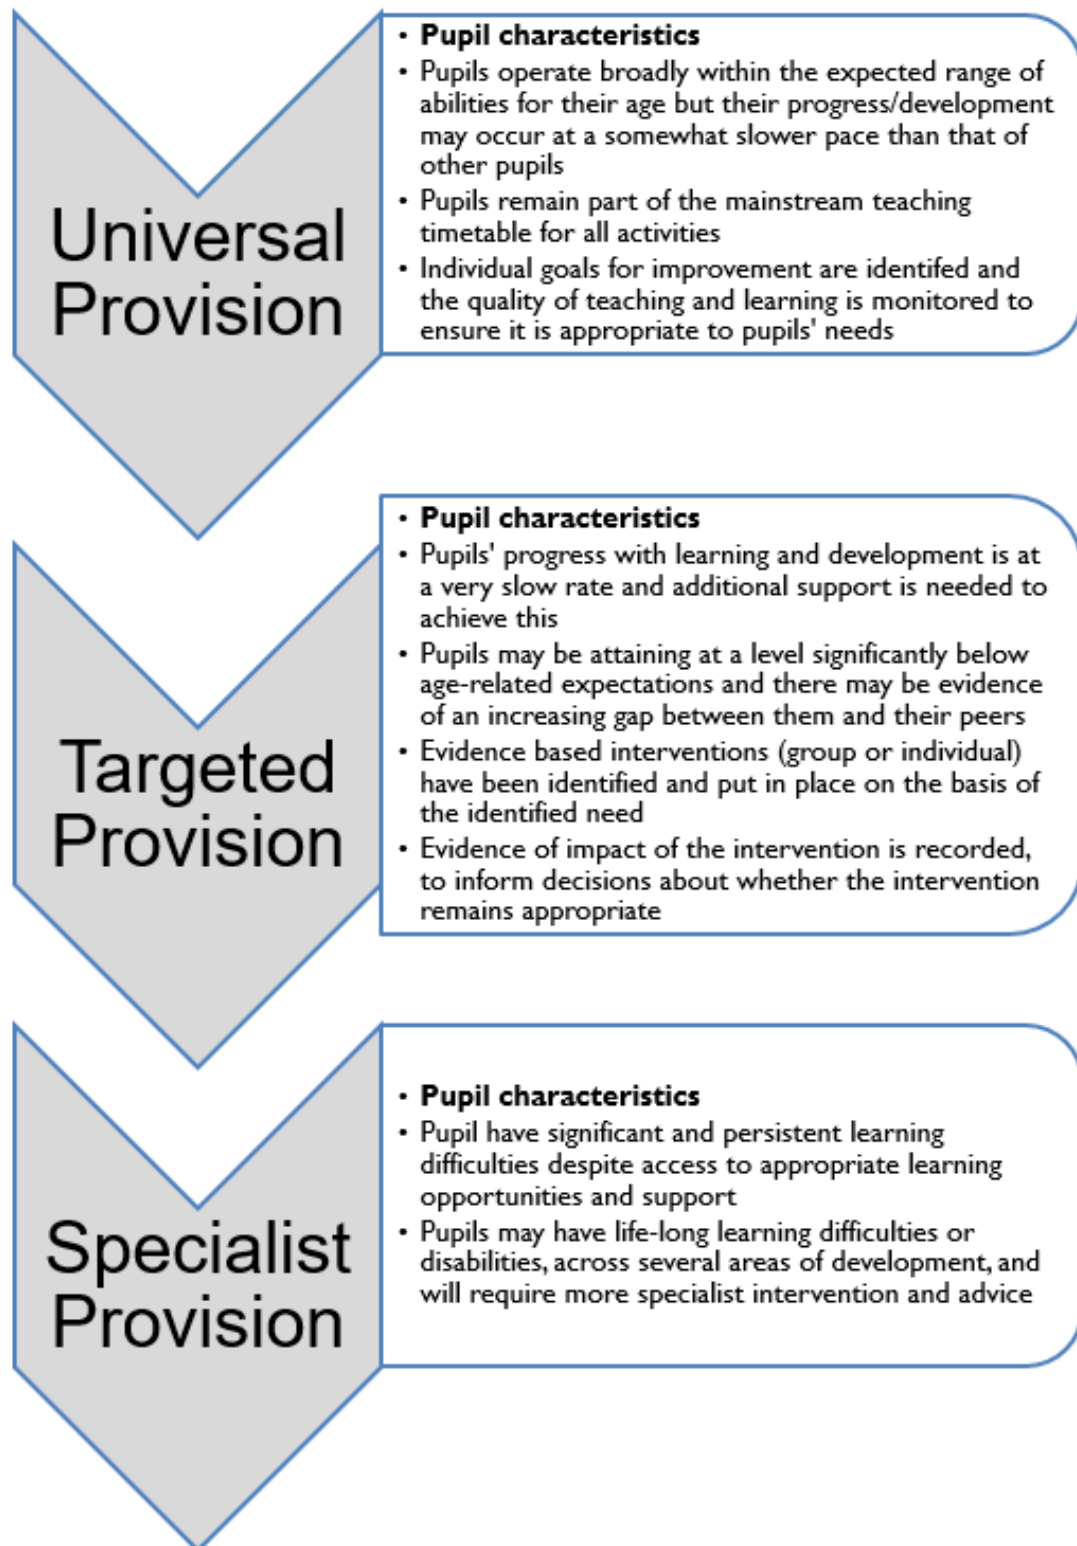 Universal
Provision
• Pupil characteristics
• Pupils operate broadly within the expected range of
abilities for their age but their progress/development
may occur at a somewhat slower pace than that of
other pupils
• Pupils remain part of the mainstream teaching
timetable for all activities
• Individual goals for improvement are identifed and
the quality of teaching and learning is monitored to
ensure it is appropriate to pupils' needs
Targeted
Provision
• Pupil characteristics
• Pupils' progress with learning and development is at
a very slow rate and additional support is needed to
achieve this
• Pupils may be attaining at a level significantly below
age-related expectations and there may be evidence
of an increasing gap between them and their peers
• Evidence based interventions (group or individual)
have been identified and put in place on the basis of
the identified need
• Evidence of impact of the intervention is recorded,
to inform decisions about whether the intervention
remains appropriate
Specialist
Provision
• Pupil characteristics
• Pupil have significant and persistent learning
difficulties despite access to appropriate learning
opportunities and support
• Pupils may have life-long learning difficulties or
disabilities, across several areas of development, and
will require more specialist intervention and advice